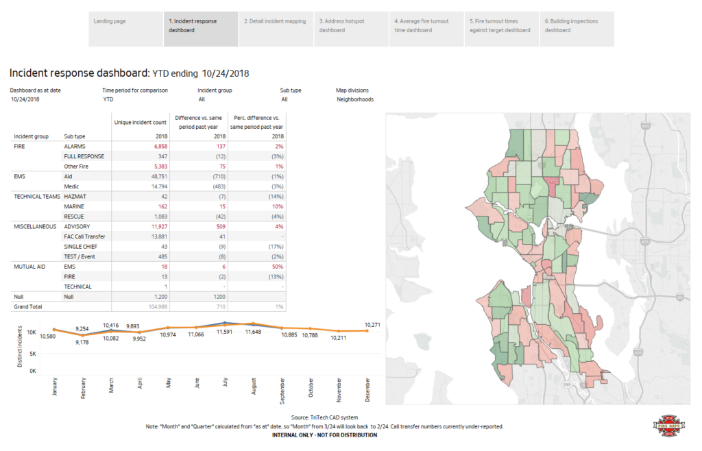 Landing page
1. Incident response dashboard
2. Detail incident mapping
3. Address hotspot dashboard
4. Average fire turnout time dashboard
5. Fire turnout times against target dashboard
6. Building inspections dashboard
Incident response dashboard: YTD ending 10/24/2018
Dashboard as at date Time period for comparison Incident group Sub type Map divisions
10/24/2018 YTD All All Neighborhoods
Unique incident count Difference vs. same period past year Perc. difference vs. same period past year
Incident group Sub type 2018 2018 2018
FIRE ALARMS 6,858 137 2%
FULL RESPONSE 347 (12) (3%)
Other Fire 5,383 75 1%
EMS Aid 48,751 (710) (1%)
Medic 14,794 (483) (3%)
TECHNICAL TEAMS HAZMAT 42 (7) (14%)
MARINE 162 15 10%
RESCUE 1,083 (42) (4%)
MISCELLANEOUS ADVISORY 11,927 509 4%
FAC Call Transfer 13,881 41 -
SINGLE CHIEF 43 (9) (17%)
TEST / Event 485 (8) (2%)
MUTUAL AID EMS 18 6 50%
FIRE 13 (2) (13%)
TECHNICAL 1 - -
Null Null 1,200 1200
Grand Total 104,988 710 1%
Distinct incidents
10K
5K
0K
10,580
9,254
9,178
10,416
10,082
9,893
9,952
10,974
11,066
11,591
11,648
10,885
10,788
10,211
10,271
January
February
March
April
May
June
July
August
September
October
November
December
Source: TriTech CAD system
Note: "Month" and "Quarter" calculated from "as at" date, so "Month" from 3/24 will look back to 2/24. Call transfer numbers currently under-reported.
INTERNAL ONLY - NOT FOR DISTRIBUTION